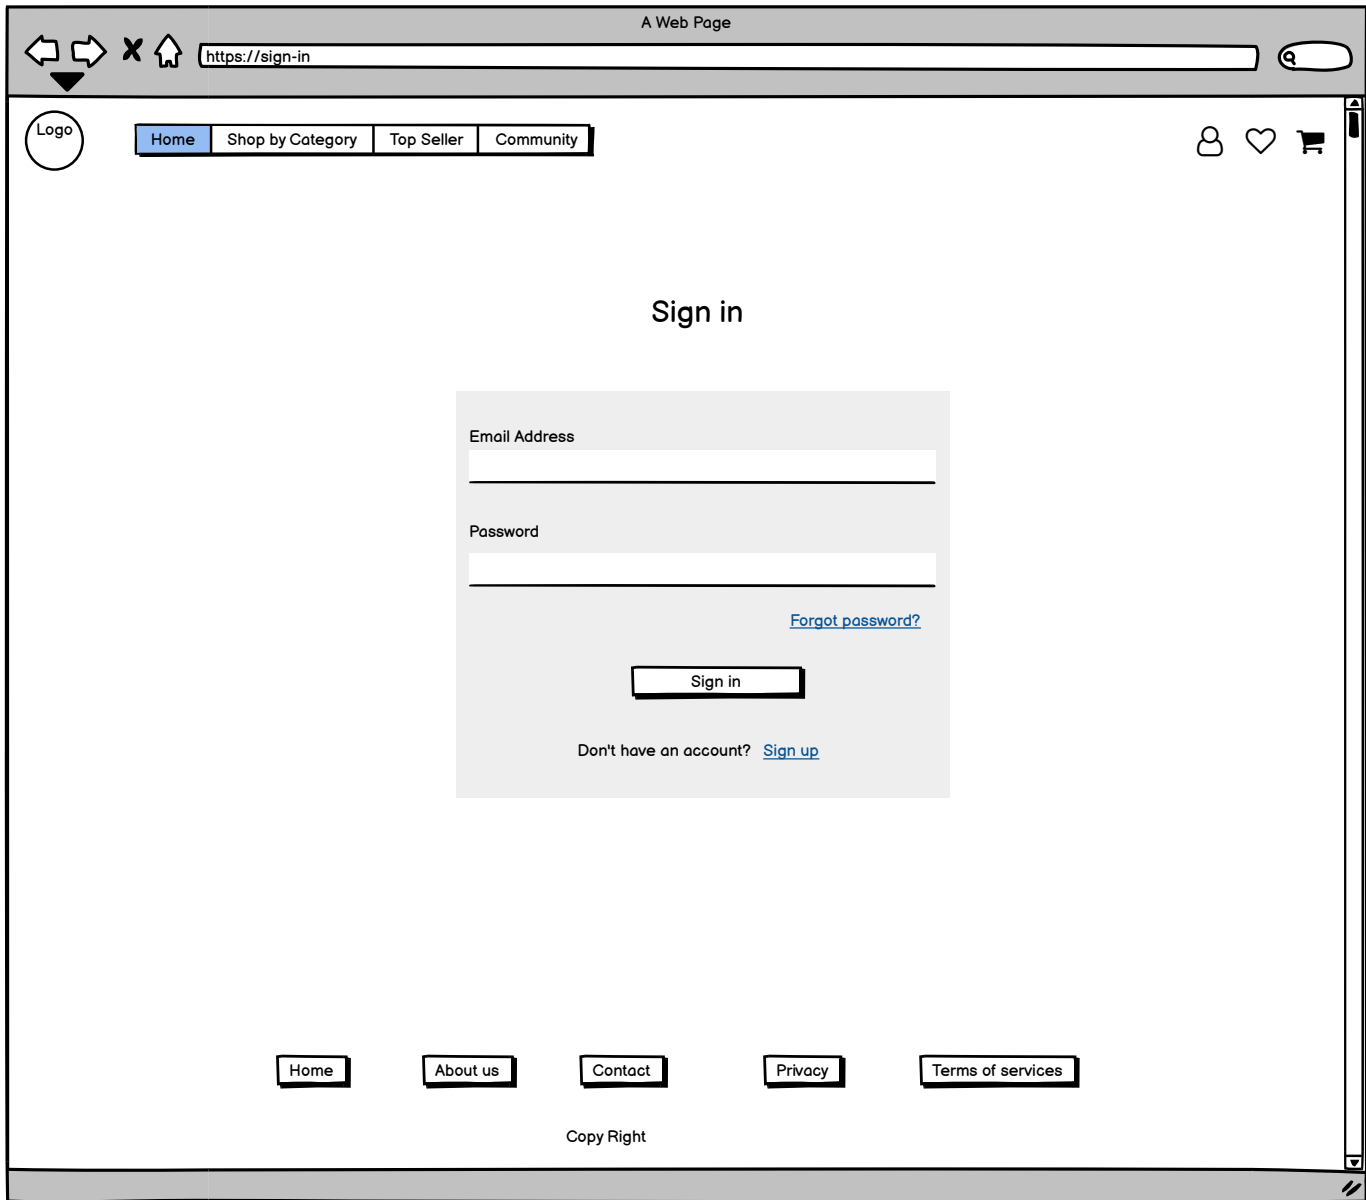 A Web Page
https://sign-in
Logo
Home Shop by Category Top Seller Community
Sign in
Email Address
Password
Forgot password?
Sign in
Don't have an account? Sign up
Home About us Contact Privacy Terms of services
Copy Right